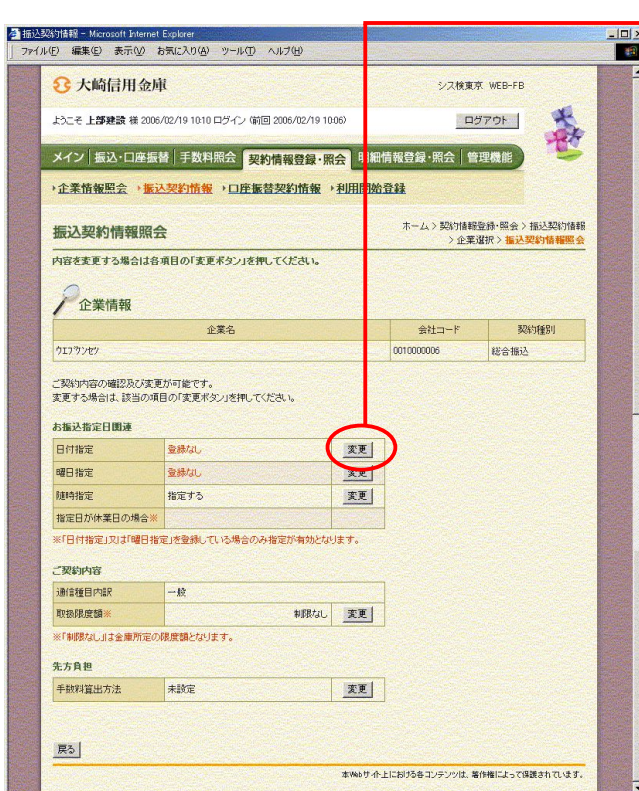 振込契約情報 - Microsoft Internet Explorer
ファイル(F) 編集(E) 表示(V) お気に入り(A) ツール(T) ヘルプ(H)
大崎信用金庫
シス検東京 WEB-FB
ようこそ 上部建設 様 2006/02/19 10:10 ログイン (前回 2006/02/19 10:06)
ログアウト
メイン 振込・口座振替 手数料照会 契約情報登録・照会 明細情報登録・照会 管理機能
企業情報照会 振込契約情報 口座振替契約情報 利用開始登録
振込契約情報照会
ホーム > 契約情報登録・照会 > 振込契約情報
> 企業選択 > 振込契約情報照会
内容を変更する場合は各項目の「変更ボタン」を押してください。
企業情報
企業名 会社コード 契約種別
ウエブケンセツ 0010000006 総合振込
ご契約内容の確認及び変更が可能です。
変更する場合は、該当の項目の「変更ボタン」を押してください。
お振込指定日関連
日付指定 登録なし 変更
曜日指定 登録なし 変更
随時指定 指定する 変更
指定日が休業日の場合※
※「日付指定」又は「曜日指定」を登録している場合のみ指定が有効となります。
ご契約内容
通信種目内訳 一般
取扱限度額※ 制限なし 変更
※「制限なし」は金庫所定の限度額となります。
先方負担
手数料算出方法 未設定 変更
戻る
本Webサイト上における各コンテンツは、著作権によって保護されています。